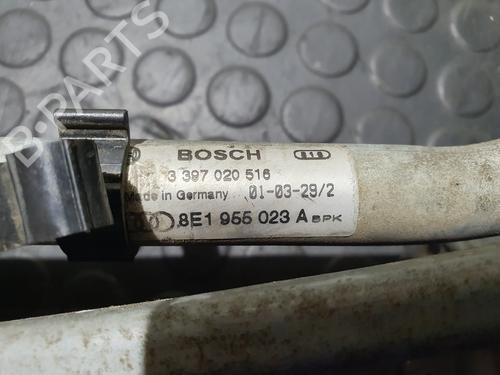 B-PARTS
BOSCH
3 397 020 516
Made in Germany 01-03-29/2
8E1 955 023 A BPK